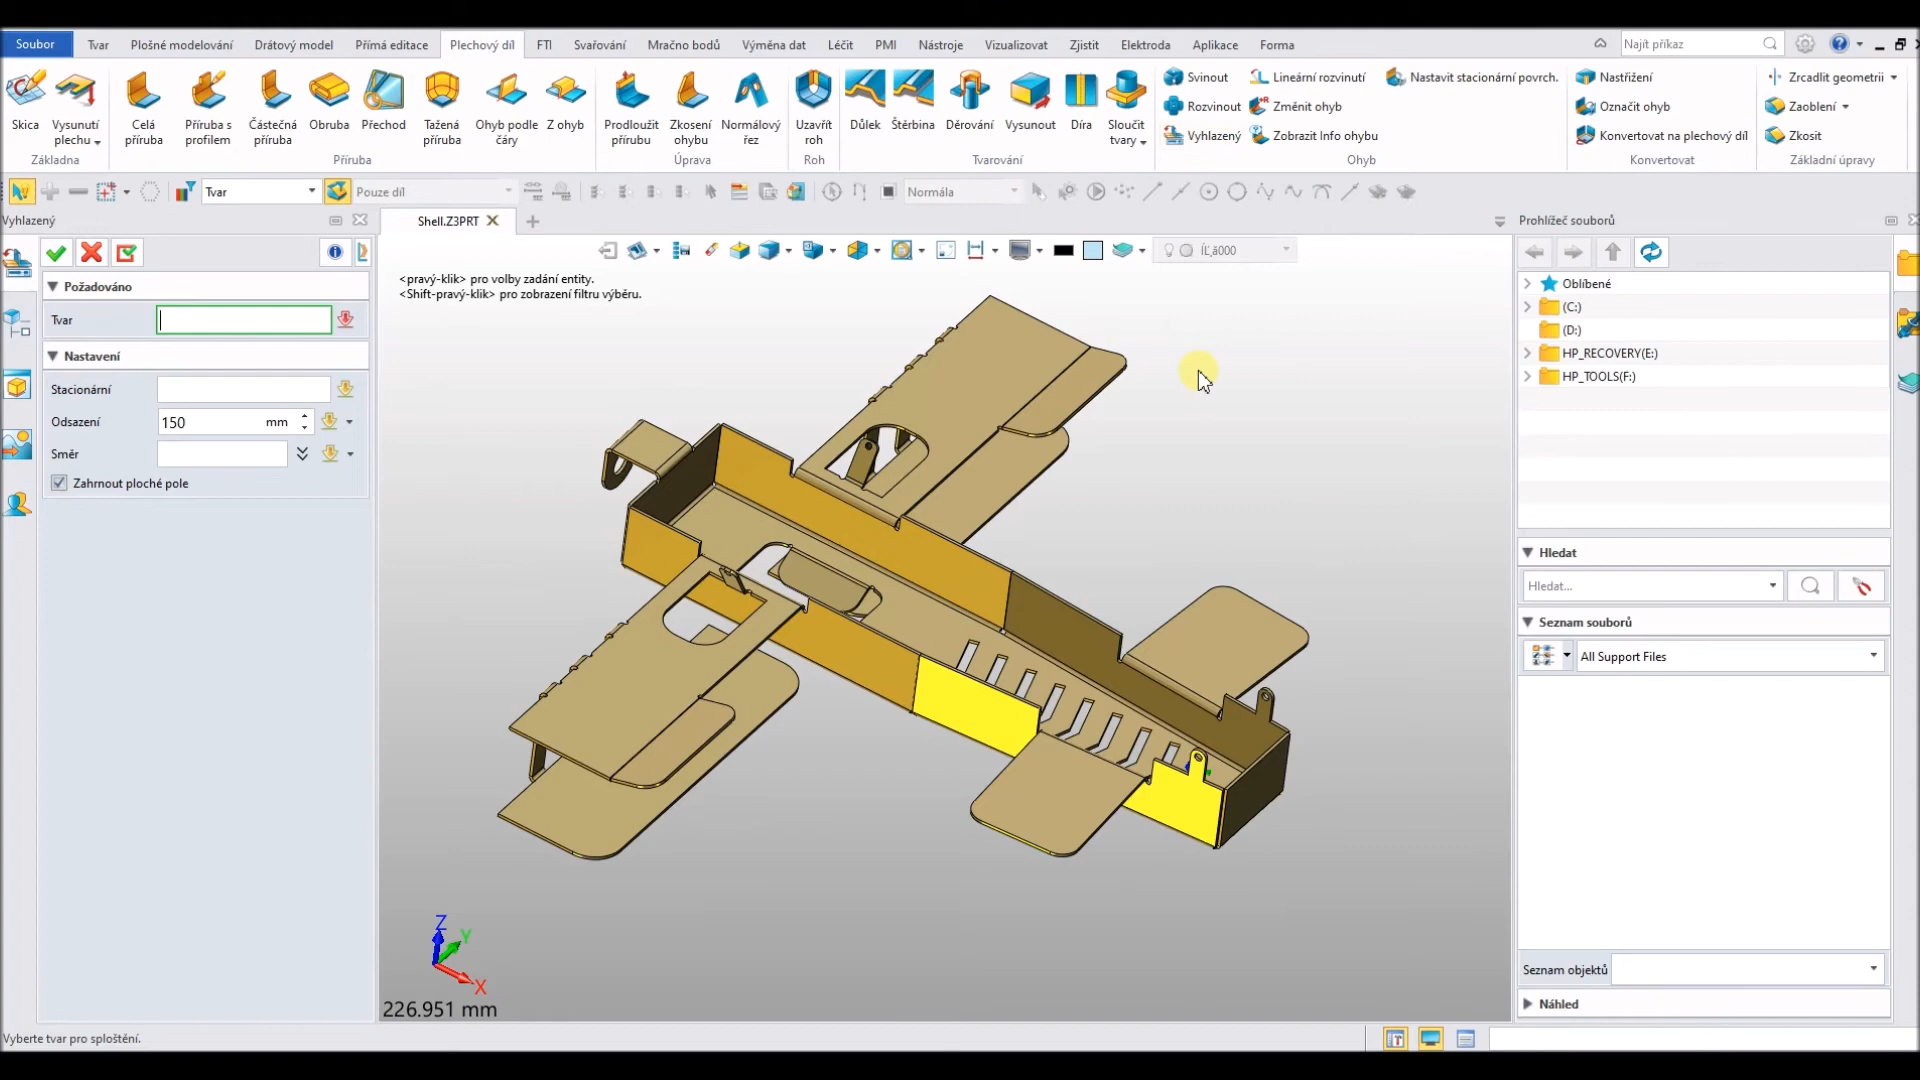 Soubor Tvar Plošné modelování Drátový model Přímá editace Plechový díl FTI Svařování Mračno bodů Výměna dat Léčit PMI Nástroje Vizualizovat Zjistit Elektroda Aplikace Forma Najít příkaz
Skica
Vysunutí
plechu
Základna
Celá
příruba
Příruba s
profilem
Částečná
příruba
Obruba
Přechod
Tažená
příruba
Ohyb podle
čáry
Z ohyb
Příruba
Prodloužit
přírubu
Zkosení
ohybu
Normálový
řez
Úprava
Uzavřít
roh
Roh
Důlek
Štěrbina
Děrování
Vysunout
Díra
Sloučit
tvary
Tvarování
Svinout Lineární rozvinutí Nastavit stacionární povrch.
Rozvinout Změnit ohyb
Vyhlazený Zobrazit Info ohybu
Ohyb
Nastřižení
Označit ohyb
Konvertovat na plechový díl
Konvertovat
Zrcadlit geometrii
Zaoblení
Zkosit
Základní úpravy
Tvar Pouze díl Normála
Vyhlazený
Shell.Z3PRT
Prohlížeč souborů
Požadováno
Tvar
Nastavení
Stacionární
Odsazení 150 mm
Směr
Zahrnout ploché pole
<pravý-klik> pro volby zadání entity.
<Shift-pravý-klik> pro zobrazení filtru výběru.
Z
Y
X
226.951 mm
Oblíbené
(C:)
(D:)
HP_RECOVERY(E:)
HP_TOOLS(F:)
Hledat
Hledat...
Seznam souborů
All Support Files
Seznam objektů
Náhled
Vyberte tvar pro sploštění.